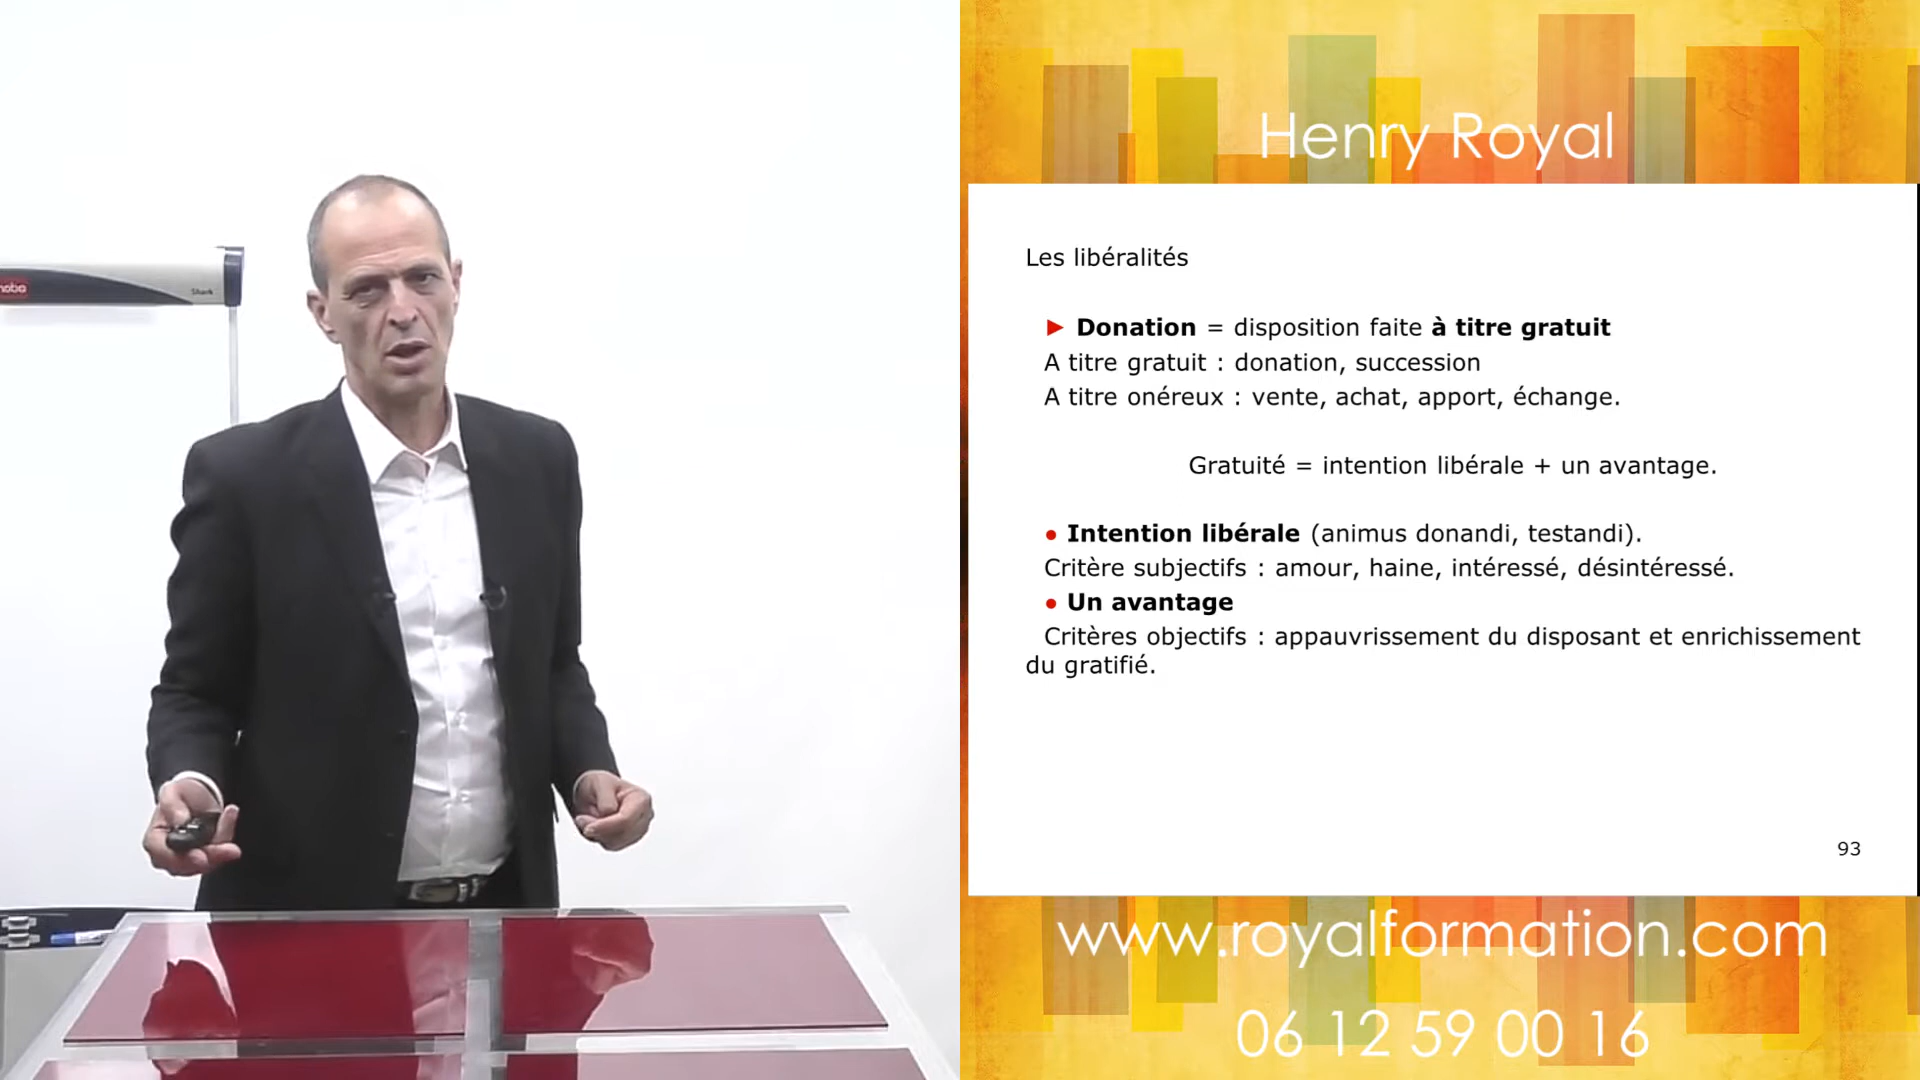 Henry Royal
Les libéralités
► Donation = disposition faite à titre gratuit
A titre gratuit : donation, succession
A titre onéreux : vente, achat, apport, échange.
Gratuité = intention libérale + un avantage.
• Intention libérale (animus donandi, testandi).
Critère subjectifs : amour, haine, intéressé, désintéressé.
• Un avantage
Critères objectifs : appauvrissement du disposant et enrichissement
du gratifié.
93
www.royalformation.com
06 12 59 00 16
Shark